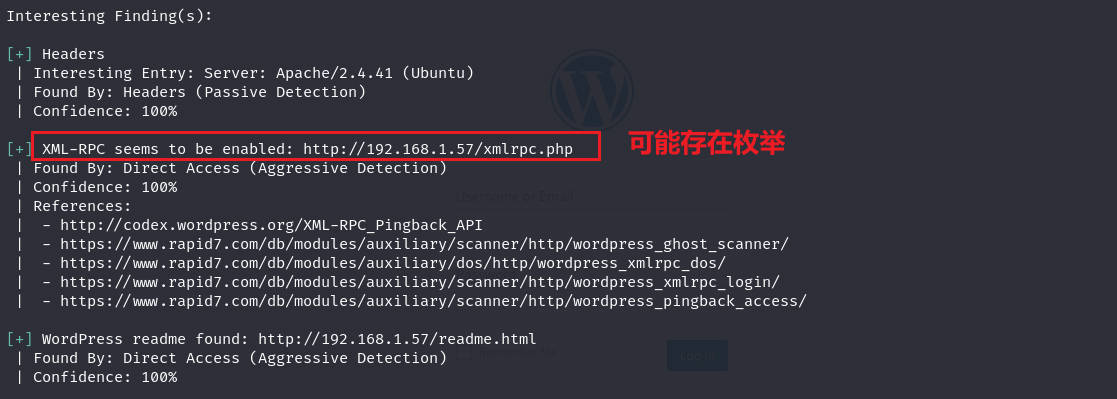 Interesting Finding(s):
[+] Headers
| Interesting Entry: Server: Apache/2.4.41 (Ubuntu)
| Found By: Headers (Passive Detection)
| Confidence: 100%
[+] XML-RPC seems to be enabled: http://192.168.1.57/xmlrpc.php 可能存在枚举
| Found By: Direct Access (Aggressive Detection)
| Confidence: 100%
| References:
|  - http://codex.wordpress.org/XML-RPC_Pingback_API
|  - https://www.rapid7.com/db/modules/auxiliary/scanner/http/wordpress_ghost_scanner/
|  - https://www.rapid7.com/db/modules/auxiliary/dos/http/wordpress_xmlrpc_dos/
|  - https://www.rapid7.com/db/modules/auxiliary/scanner/http/wordpress_xmlrpc_login/
|  - https://www.rapid7.com/db/modules/auxiliary/scanner/http/wordpress_pingback_access/
Username or Email
[+] WordPress readme found: http://192.168.1.57/readme.html
| Found By: Direct Access (Aggressive Detection)
| Confidence: 100%
Log In